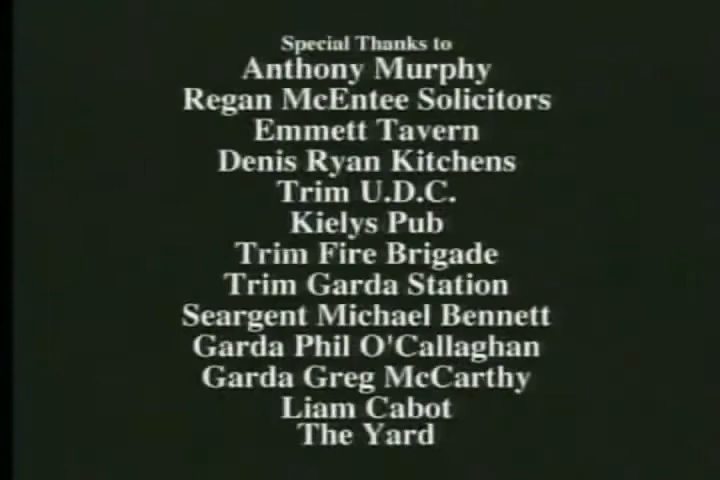 Special Thanks to
Anthony Murphy
Regan McEntee Solicitors
Emmett Tavern
Denis Ryan Kitchens
Trim U.D.C.
Kielys Pub
Trim Fire Brigade
Trim Garda Station
Seargent Michael Bennett
Garda Phil O'Callaghan
Garda Greg McCarthy
Liam Cabot
The Yard